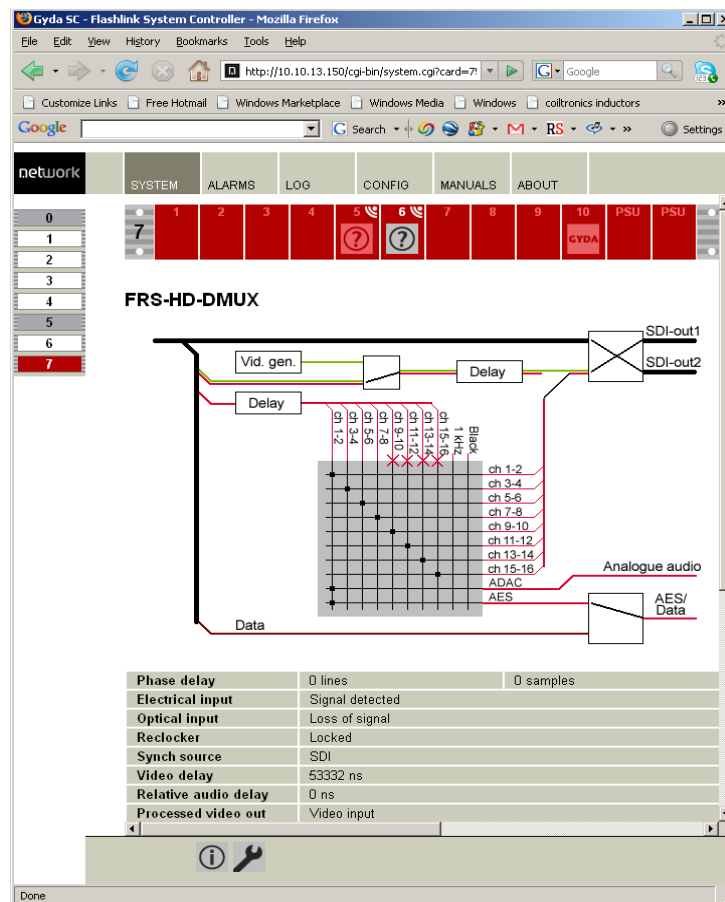 Gyda SC - Flashlink System Controller - Mozilla Firefox
File Edit View History Bookmarks Tools Help
http://10.10.13.150/cgi-bin/system.cgi?card=7!
G Google
Customize Links Free Hotmail Windows Marketplace Windows Media Windows coiltronics inductors »
Google G Search RS » Settings
network
SYSTEM ALARMS LOG CONFIG MANUALS ABOUT
0
1
2
3
4
5
6
7
7 1 2 3 4 5 6 7 8 9 10 PSU PSU
? ? GYDA
FRS-HD-DMUX
SDI-out1
Vid. gen.
SDI-out2
Delay
Delay
ch 1-2
ch 3-4
ch 5-6
ch 7-8
ch 9-10
ch 11-12
ch 13-14
ch 15-16
1 kHz
Black
ch 1-2
ch 3-4
ch 5-6
ch 7-8
ch 9-10
ch 11-12
ch 13-14
ch 15-16
Analogue audio
ADAC
AES
AES/
Data
Data
Phase delay 0 lines 0 samples
Electrical input Signal detected
Optical input Loss of signal
Reclocker Locked
Synch source SDI
Video delay 53332 ns
Relative audio delay 0 ns
Processed video out Video input
Done